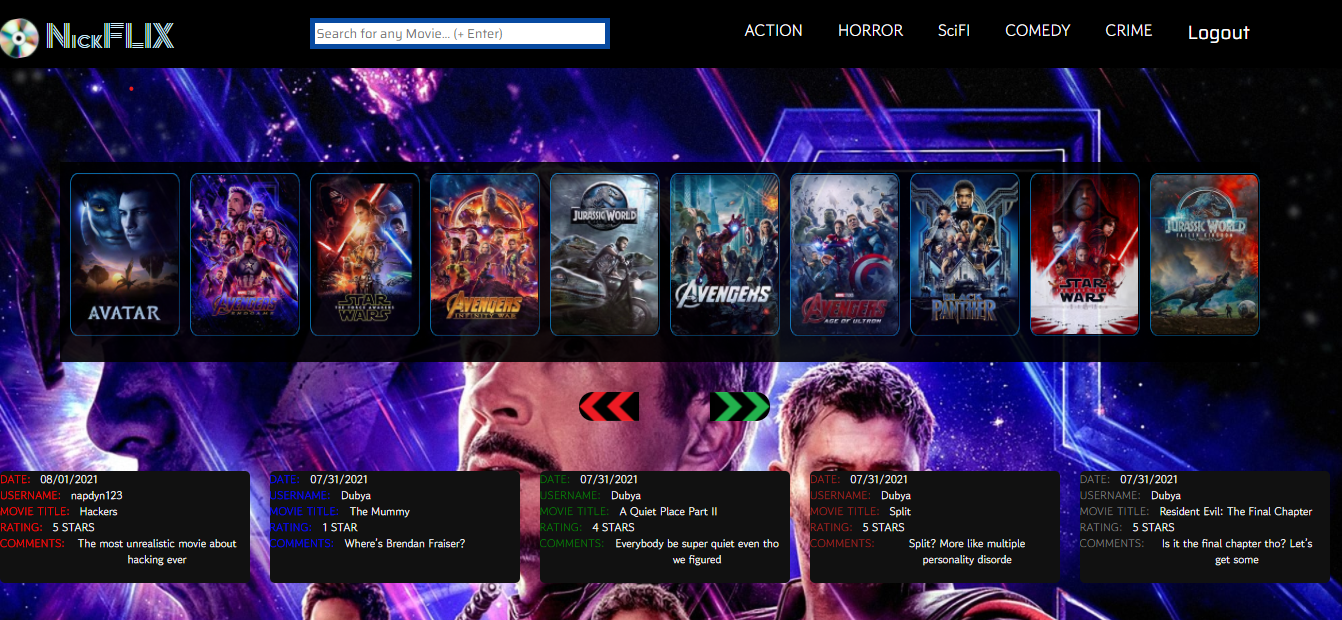 NickFLIX
Search for any Movie... (+ Enter)
ACTION
HORROR
SciFI
COMEDY
CRIME
Logout
AVATAR
AVENGERS
STAR
WARS
AVENGERS
INFINITY WAR
JURASSIC WORLD
AVENGERS
AVENGERS
AGE OF ULTRON
BLACK
PANTHER
STAR
WARS
JURASSIC WORLD
FALLEN KINGDOM
DATE: 08/01/2021
USERNAME: napdyn123
MOVIE TITLE: Hackers
RATING: 5 STARS
COMMENTS: The most unrealistic movie about
hacking ever
DATE: 07/31/2021
USERNAME: Dubya
MOVIE TITLE: The Mummy
RATING: 1 STAR
COMMENTS: Where's Brendan Fraiser?
DATE: 07/31/2021
USERNAME: Dubya
MOVIE TITLE: A Quiet Place Part II
RATING: 4 STARS
COMMENTS: Everybody be super quiet even tho
we figured
DATE: 07/31/2021
USERNAME: Dubya
MOVIE TITLE: Split
RATING: 5 STARS
COMMENTS: Split? More like multiple
personality disorde
DATE: 07/31/2021
USERNAME: Dubya
MOVIE TITLE: Resident Evil: The Final Chapter
RATING: 5 STARS
COMMENTS: Is it the final chapter tho? Let's
get some